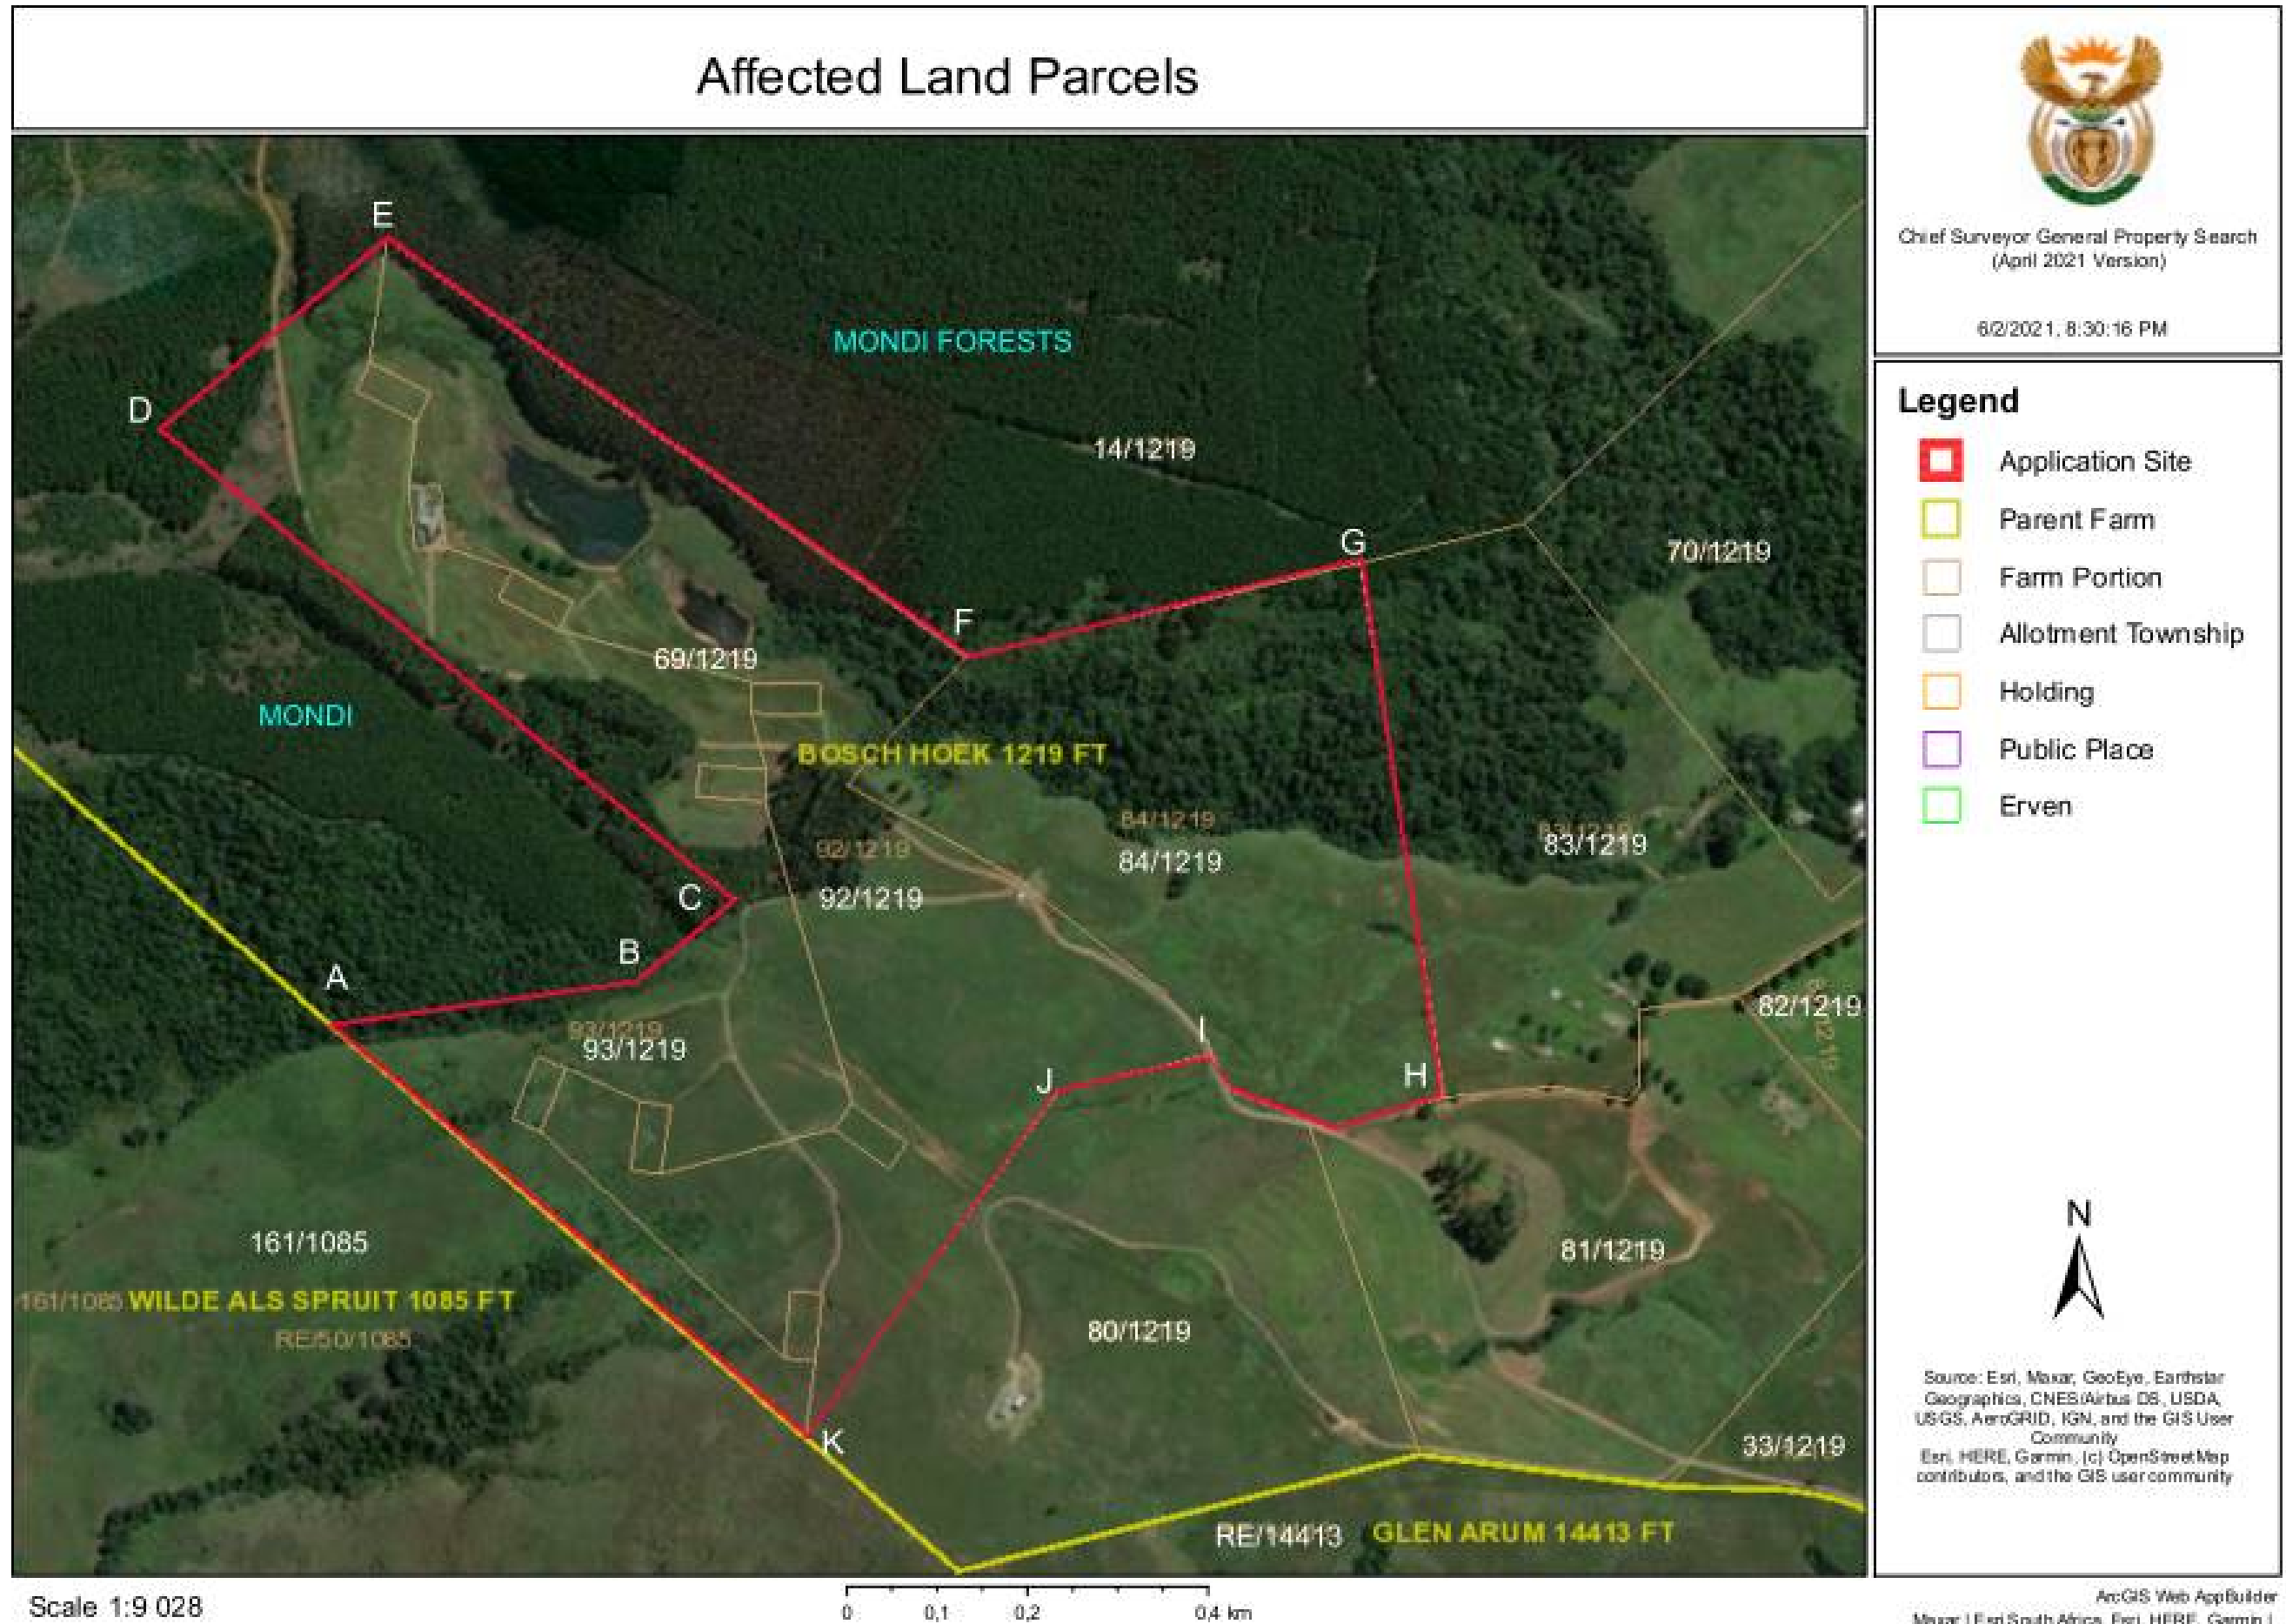 Affected Land Parcels
Chief Surveyor General Property Search
(April 2021 Version)
6/2/2021, 8:30:16 PM
Legend
Application Site
Parent Farm
Farm Portion
Allotment Township
Holding
Public Place
Erven
N
Source: Esri, Maxar, GeoEye, Earthstar
Geographics, CNES/Airbus DS, USDA,
USGS, AeroGRID, IGN, and the GIS User
Community
Esri, HERE, Garmin, (c) OpenStreetMap
contributors, and the GIS user community
E
MONDI FORESTS
D
14/1219
G
70/1219
F
69/1219
MONDI
BOSCH HOEK 1219 FT
84/1219
84/1219
83/1219
92/1219
92/1219
C
B
A
82/1219
93/1219
93/1219
I
J
H
161/1085
81/1219
161/1085 WILDE ALS SPRUIT 1085 FT
RE/50/1085
80/1219
K
33/1219
RE/14413 GLEN ARUM 14413 FT
Scale 1:9 028
0 0,1 0,2 0,4 km
ArcGIS Web AppBuilder